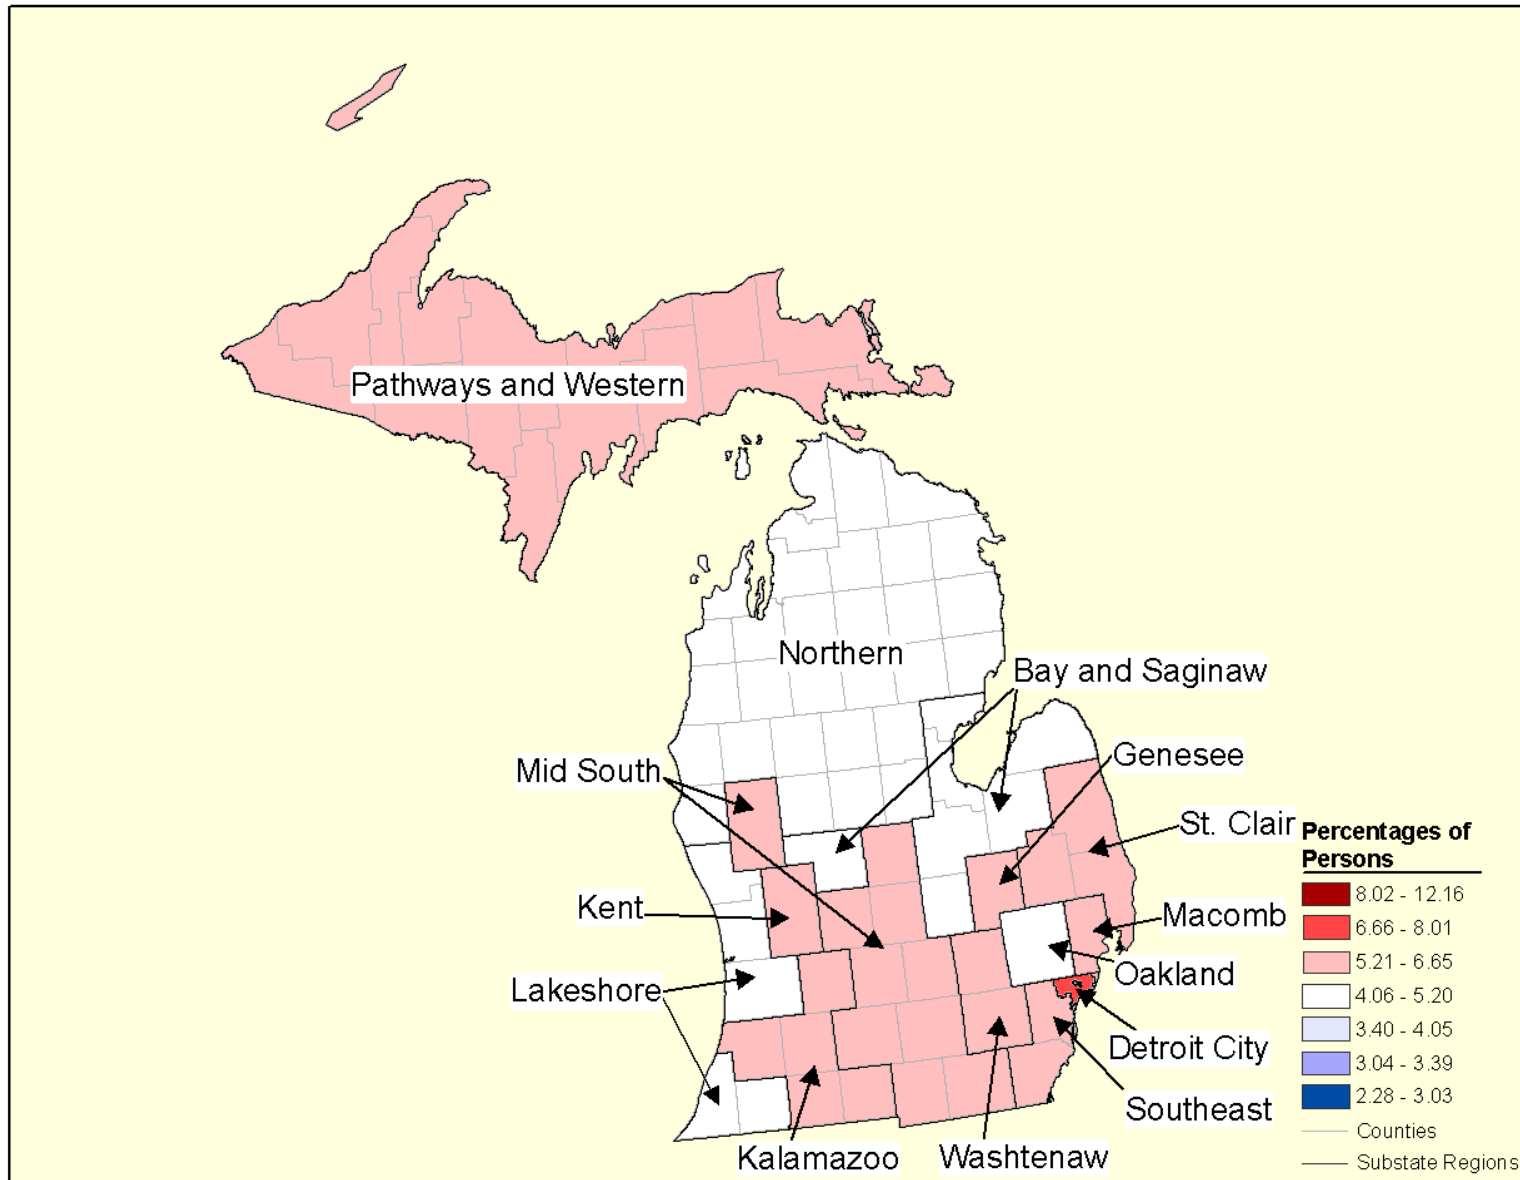 Pathways and Western
Northern
Bay and Saginaw
Genesee
Mid South
St. Clair
Kent
Macomb
Oakland
Lakeshore
Detroit City
Southeast
Kalamazoo
Washtenaw
Percentages of
Persons
8.02 - 12.16
6.66 - 8.01
5.21 - 6.65
4.06 - 5.20
3.40 - 4.05
3.04 - 3.39
2.28 - 3.03
Counties
Substate Regions